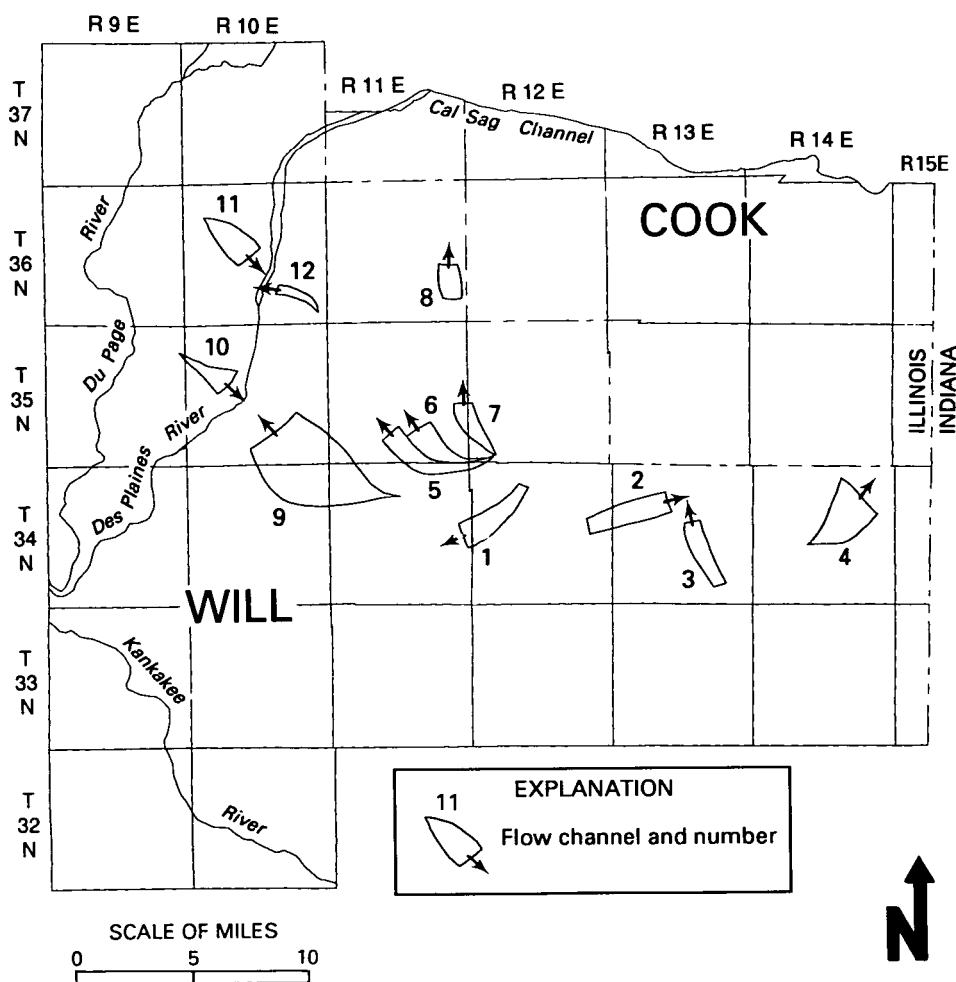 R 9 E
R 10 E
R 11 E
R 12 E
R 13 E
R 14 E
R15E
T
37
N
T
36
N
T
35
N
T
34
N
T
33
N
T
32
N
Cal Sag Channel
COOK
River
Du Page
11
12
8
10
Des Plaines River
6
7
5
9
1
2
3
4
ILLINOIS
INDIANA
WILL
Kankakee
River
EXPLANATION
11
Flow channel and number
SCALE OF MILES
0 5 10
N